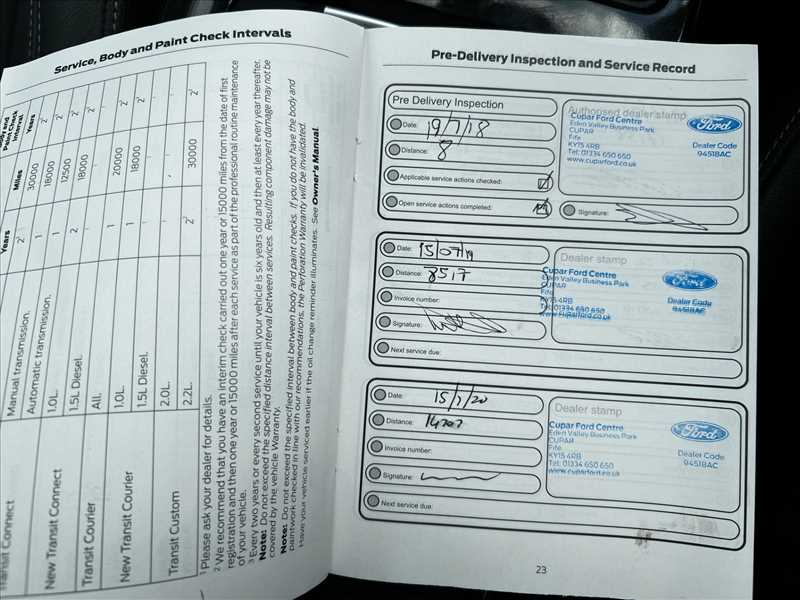 Service, Body and Paint Check Intervals
Years
Miles
Body and Paint Check Interval
Years
Transit Connect
Manual transmission.
2¹
30000
2¹
Automatic transmission.
18000
New Transit Connect
1.0L.
1
12500
2¹
1.5L Diesel.
2
18000
Transit Courier
All.
New Transit Courier
1.0L.
1
20000
2¹
1.5L Diesel.
1
18000
2¹
Transit Custom
2.0L.
2.2L.
2¹
30000
2¹
¹ Please ask your dealer for details.
² We recommend that you have an interim check carried out one year or 15000 miles from the date of first
registration and then one year or 15000 miles after each service as part of the professional routine maintenance
of your vehicle.
³ Every two years or every second service until your vehicle is six years old and then at least every year thereafter.
Note: Do not exceed the specified distance interval between services. Resulting component damage may not be
covered by the vehicle Warranty.
Note: Do not exceed the specified interval between body and paint checks. If you do not have the body and
paintwork checked in line with our recommendations, the Perforation Warranty will be invalidated.
Have your vehicle serviced earlier if the oil change reminder illuminates. See Owner's Manual.
Pre-Delivery Inspection and Service Record
Pre Delivery Inspection
Date: 19/7/18
Distance: 8
Applicable service actions checked:
Open service actions completed:
Authorised dealer stamp
Cupar Ford Centre
Eden Valley Business Park
CUPAR
Fife
KY15 4RB
Tel: 01334 650 650
www.cuparford.co.uk
Ford
Dealer Code
94518AC
Signature:
Date: 15/07/19
Distance: 8517
Invoice number:
Signature:
Next service due:
Dealer stamp
Cupar Ford Centre
Eden Valley Business Park
CUPAR
Fife
KY15 4RB
Tel: 01334 650 650
www.cuparford.co.uk
Ford
Dealer Code
94518AC
Date: 15/7/20
Distance: 14207
Invoice number:
Signature:
Next service due:
Dealer stamp
Cupar Ford Centre
Eden Valley Business Park
CUPAR
Fife
KY15 4RB
Tel: 01334 650 650
www.cuparford.co.uk
Ford
Dealer Code
94518AC
23